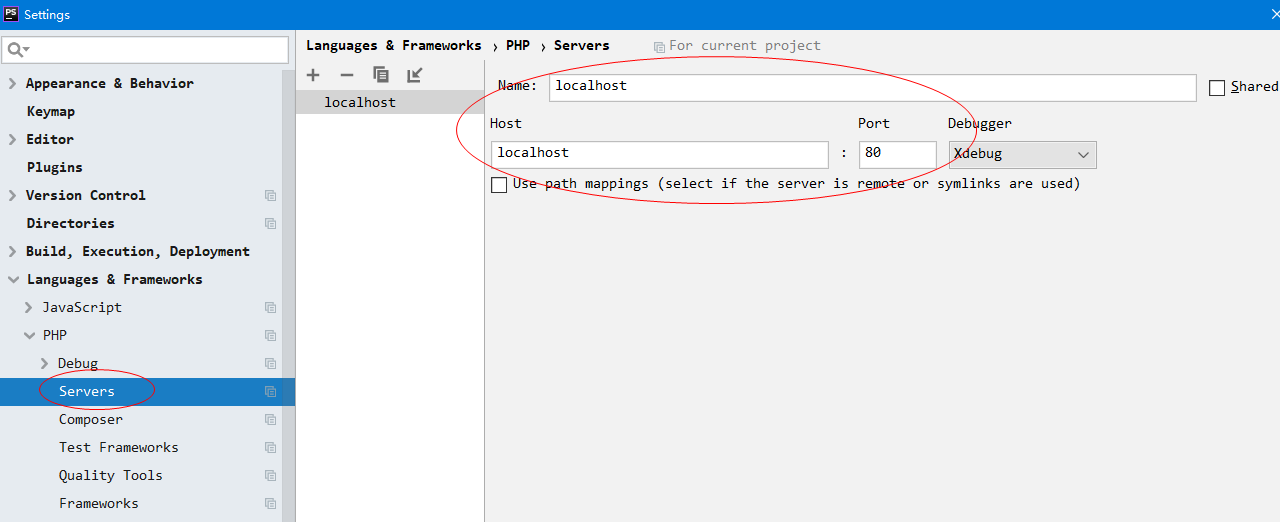 PS Settings
Languages & Frameworks › PHP › Servers For current project
Appearance & Behavior
Keymap
Editor
Plugins
Version Control
Directories
Build, Execution, Deployment
Languages & Frameworks
JavaScript
PHP
Debug
Servers
Composer
Test Frameworks
Quality Tools
Frameworks
localhost
Name: localhost Shared
Host Port Debugger
localhost : 80 Xdebug
Use path mappings (select if the server is remote or symlinks are used)